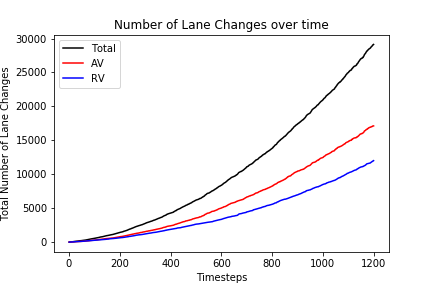 Number of Lane Changes over time
Total Number of Lane Changes
30000
25000
20000
15000
10000
5000
0
Total
AV
RV
0 200 400 600 800 1000 1200
Timesteps